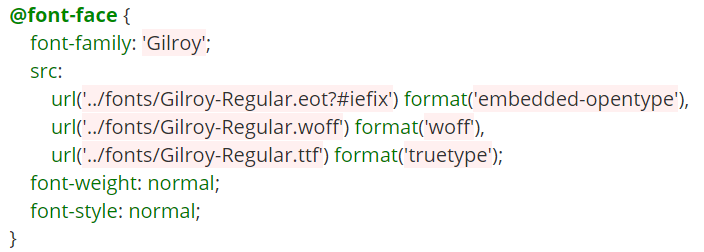 @font-face {
font-family: 'Gilroy';
src:
url('../fonts/Gilroy-Regular.eot?#iefix') format('embedded-opentype'),
url('../fonts/Gilroy-Regular.woff') format('woff'),
url('../fonts/Gilroy-Regular.ttf') format('truetype');
font-weight: normal;
font-style: normal;
}